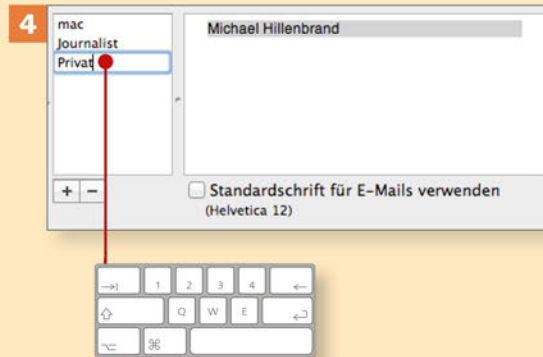 4
mac
Journalist
Privat
Michael Hillenbrand
+ −
Standardschrift für E-Mails verwenden
(Helvetica 12)
→| 1 2 3 4 ←
⇧ Q W E ↵
⌥ ⌘